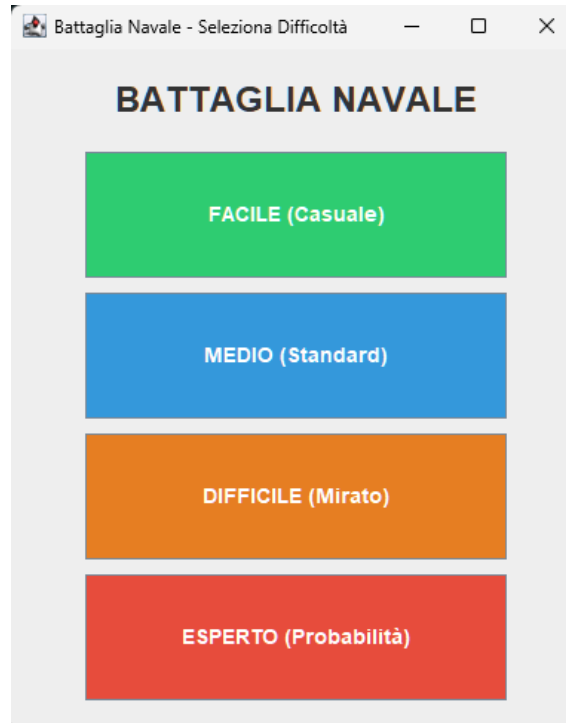 Battaglia Navale - Seleziona Difficoltà
BATTAGLIA NAVALE
FACILE (Casuale)
MEDIO (Standard)
DIFFICILE (Mirato)
ESPERTO (Probabilità)